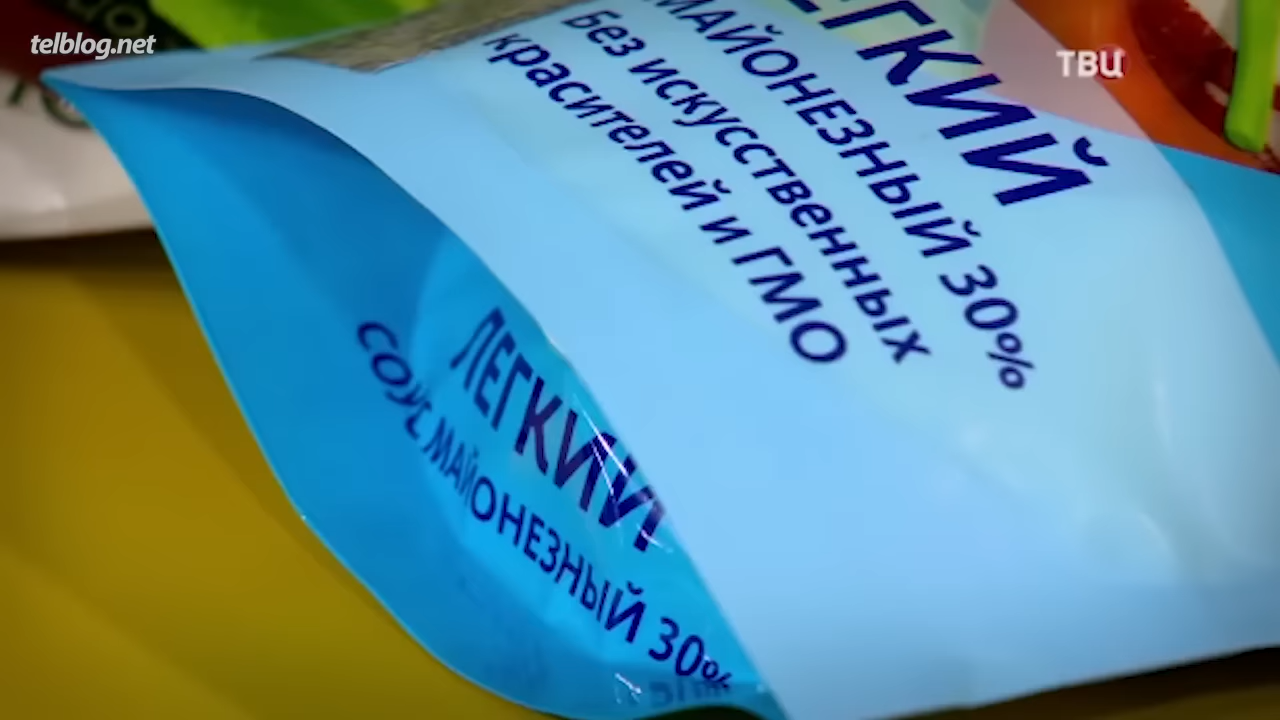 telblog.net
ТВЦ
ЛЕГКИЙ
МАЙОНЕЗНЫЙ 30%
Без искусственных
красителей и ГМО
ЛЕГКИЙ
СОУС МАЙОНЕЗНЫЙ 30%